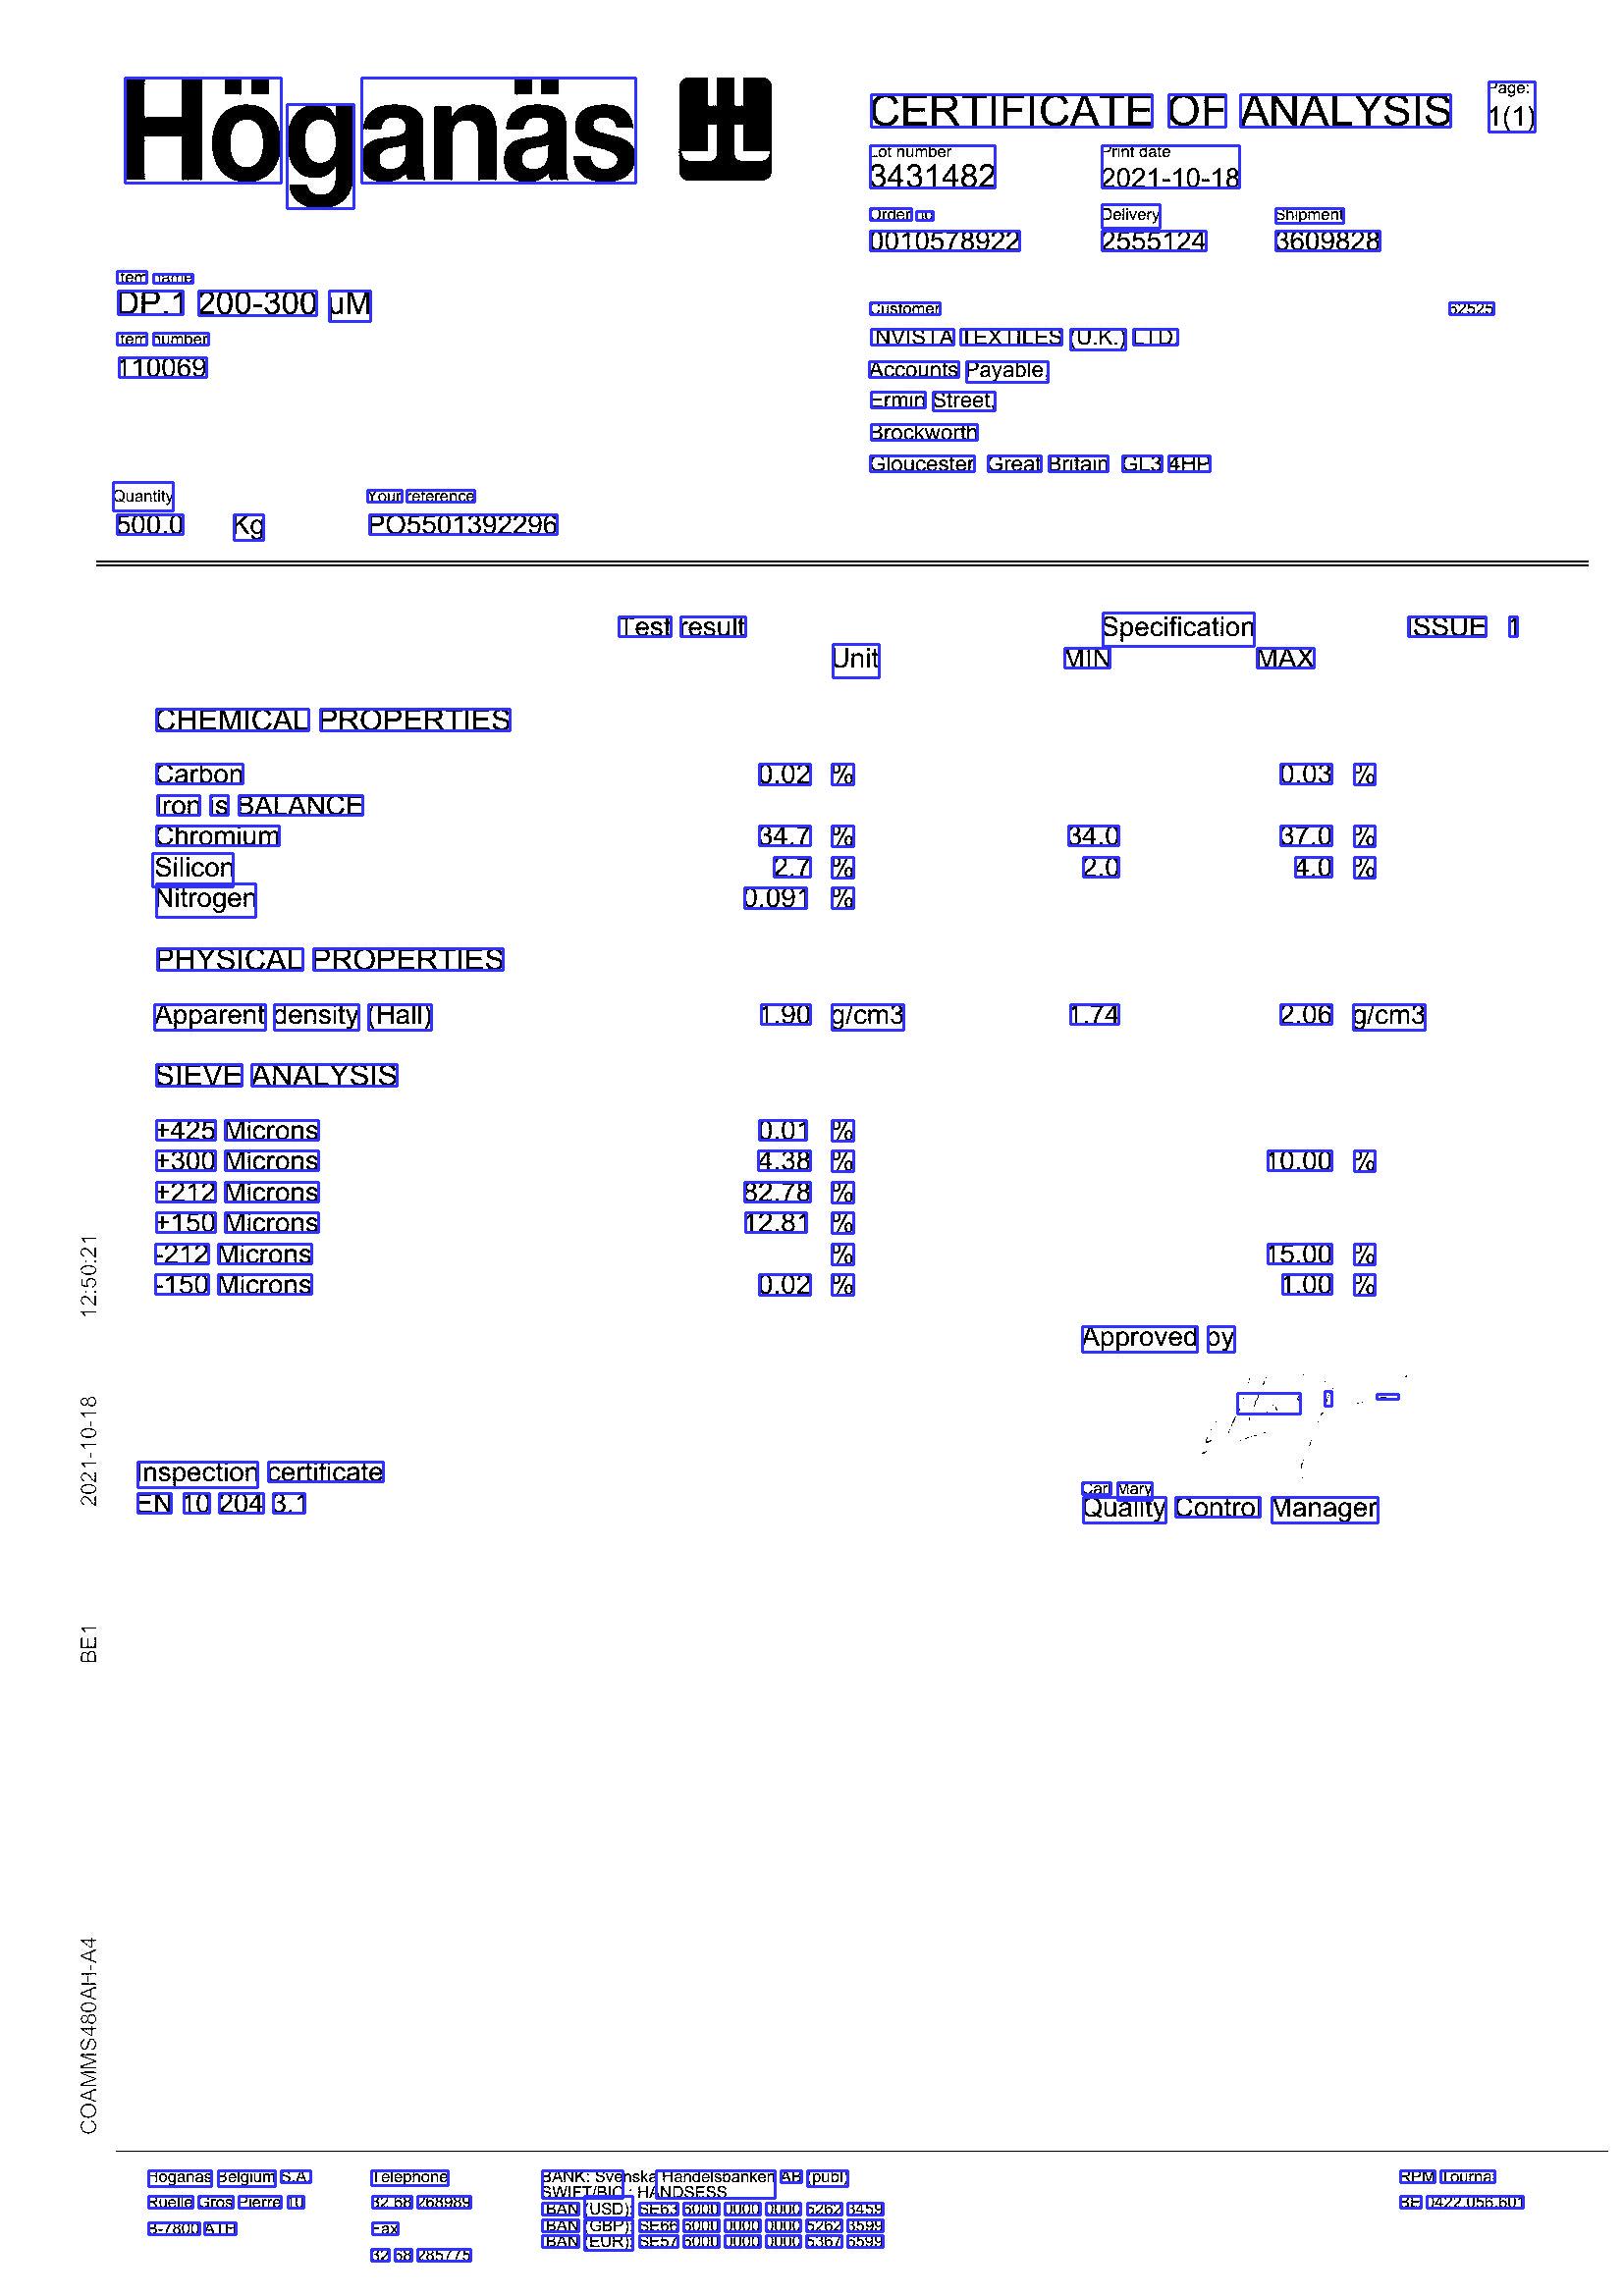 Höganäs
CERTIFICATE OF ANALYSIS
Page:
1(1)
Lot number
Print date
3431482
2021-10-18
Order no
Delivery
Shipment
0010578922
2555124
3609828
Item name
DP.1 200-300 µM
Item number
110069
Customer
62525
INVISTA TEXTILES (U.K.) LTD.
Accounts Payable,
Ermin Street,
Brockworth
Gloucester Great Britain GL3 4HP
Quantity
Your reference
500.0 Kg
PO5501392296
Test result
Specification
ISSUE 1
Unit MIN MAX
CHEMICAL PROPERTIES
Carbon 0.02 % 0.03 %
Iron is BALANCE
Chromium 34.7 % 34.0 37.0 %
Silicon 2.7 % 2.0 4.0 %
Nitrogen 0.091 %
PHYSICAL PROPERTIES
Apparent density (Hall) 1.90 g/cm3 1.74 2.06 g/cm3
SIEVE ANALYSIS
+425 Microns 0.01 %
+300 Microns 4.38 % 10.00 %
+212 Microns 82.78 %
+150 Microns 12.81 %
-212 Microns % 15.00 %
-150 Microns 0.02 % 1.00 %
Approved by
Inspection certificate
EN 10 204 3.1
Carl Mary
Quality Control Manager
12:50:21
2021-10-18
BE1
COAMMS480AH-A4
Höganäs Belgium S.A.
Ruelle Gros Pierre 10
B-7800 ATH
Telephone
32 68 268989
Fax
32 68 285775
BANK: Svenska Handelsbanken AB (publ)
SWIFT/BIC : HANDSESS
IBAN (USD): SE63 6000 0000 0000 5262 8459
IBAN (GBP): SE66 6000 0000 0000 5262 8599
IBAN (EUR): SE57 6000 0000 0000 5367 6599
RPM Tournai
BE 0422.056.601